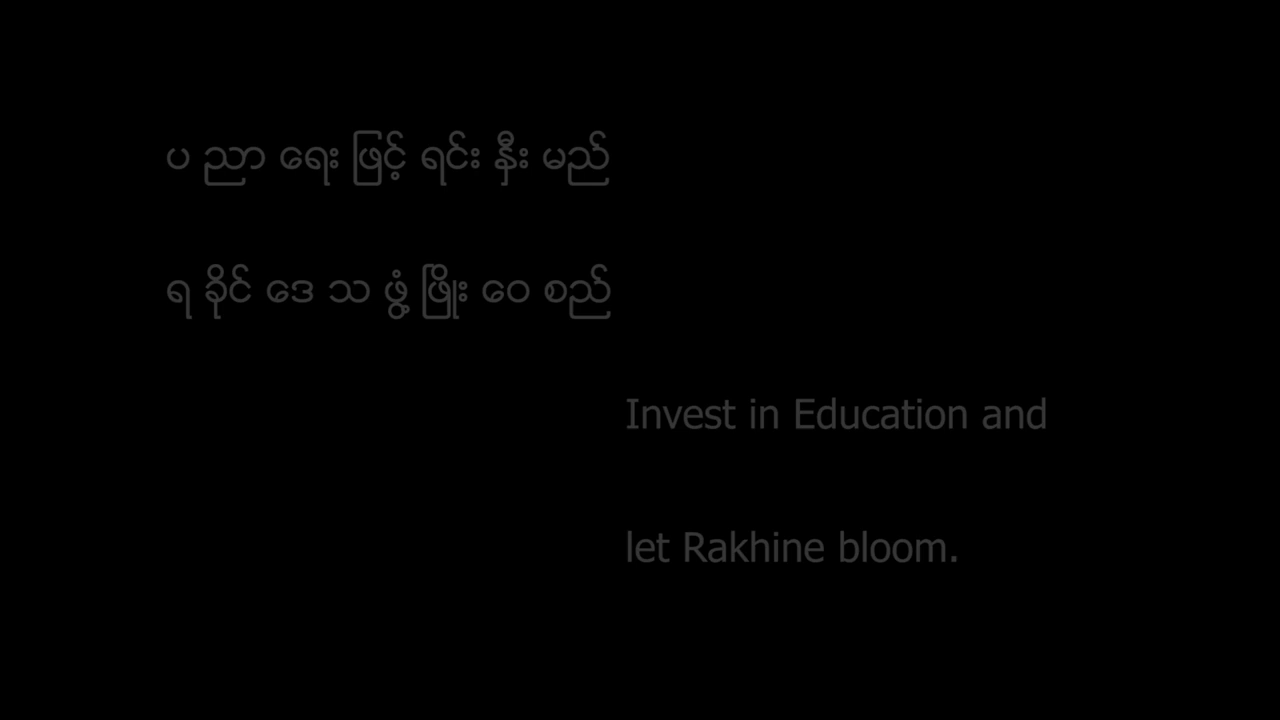 ပ ညာ ရေး ဖြင့် ရင်း နှီး မည်
ရ ခိုင် ဒေ သ ဖွံ့ ဖြိုး ဝေ စည်
Invest in Education and
let Rakhine bloom.